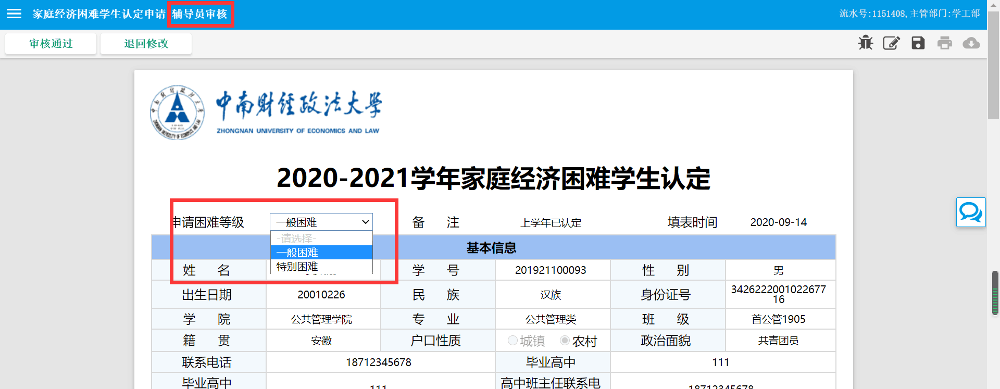 家庭经济困难学生认定申请 辅导员审核
流水号:1151408, 主管部门:学工部
审核通过 退回修改
中南财经政法大学
ZHONGNAN UNIVERSITY OF ECONOMICS AND LAW
2020-2021学年家庭经济困难学生认定
申请困难等级 一般困难 备 注 上学年已认定 填表时间 2020-09-14
-请选择-
一般困难
特别困难
基本信息
姓 名 学 号 201921100093 性 别 男
出生日期 20010226 民 族 汉族 身份证号 3426222001022677
16
学 院 公共管理学院 专 业 公共管理类 班 级 首公管1905
籍 贯 安徽 户口性质 城镇 农村 政治面貌 共青团员
联系电话 18712345678 毕业高中 111
毕业高中 111 高中班主任联系电 18712345678